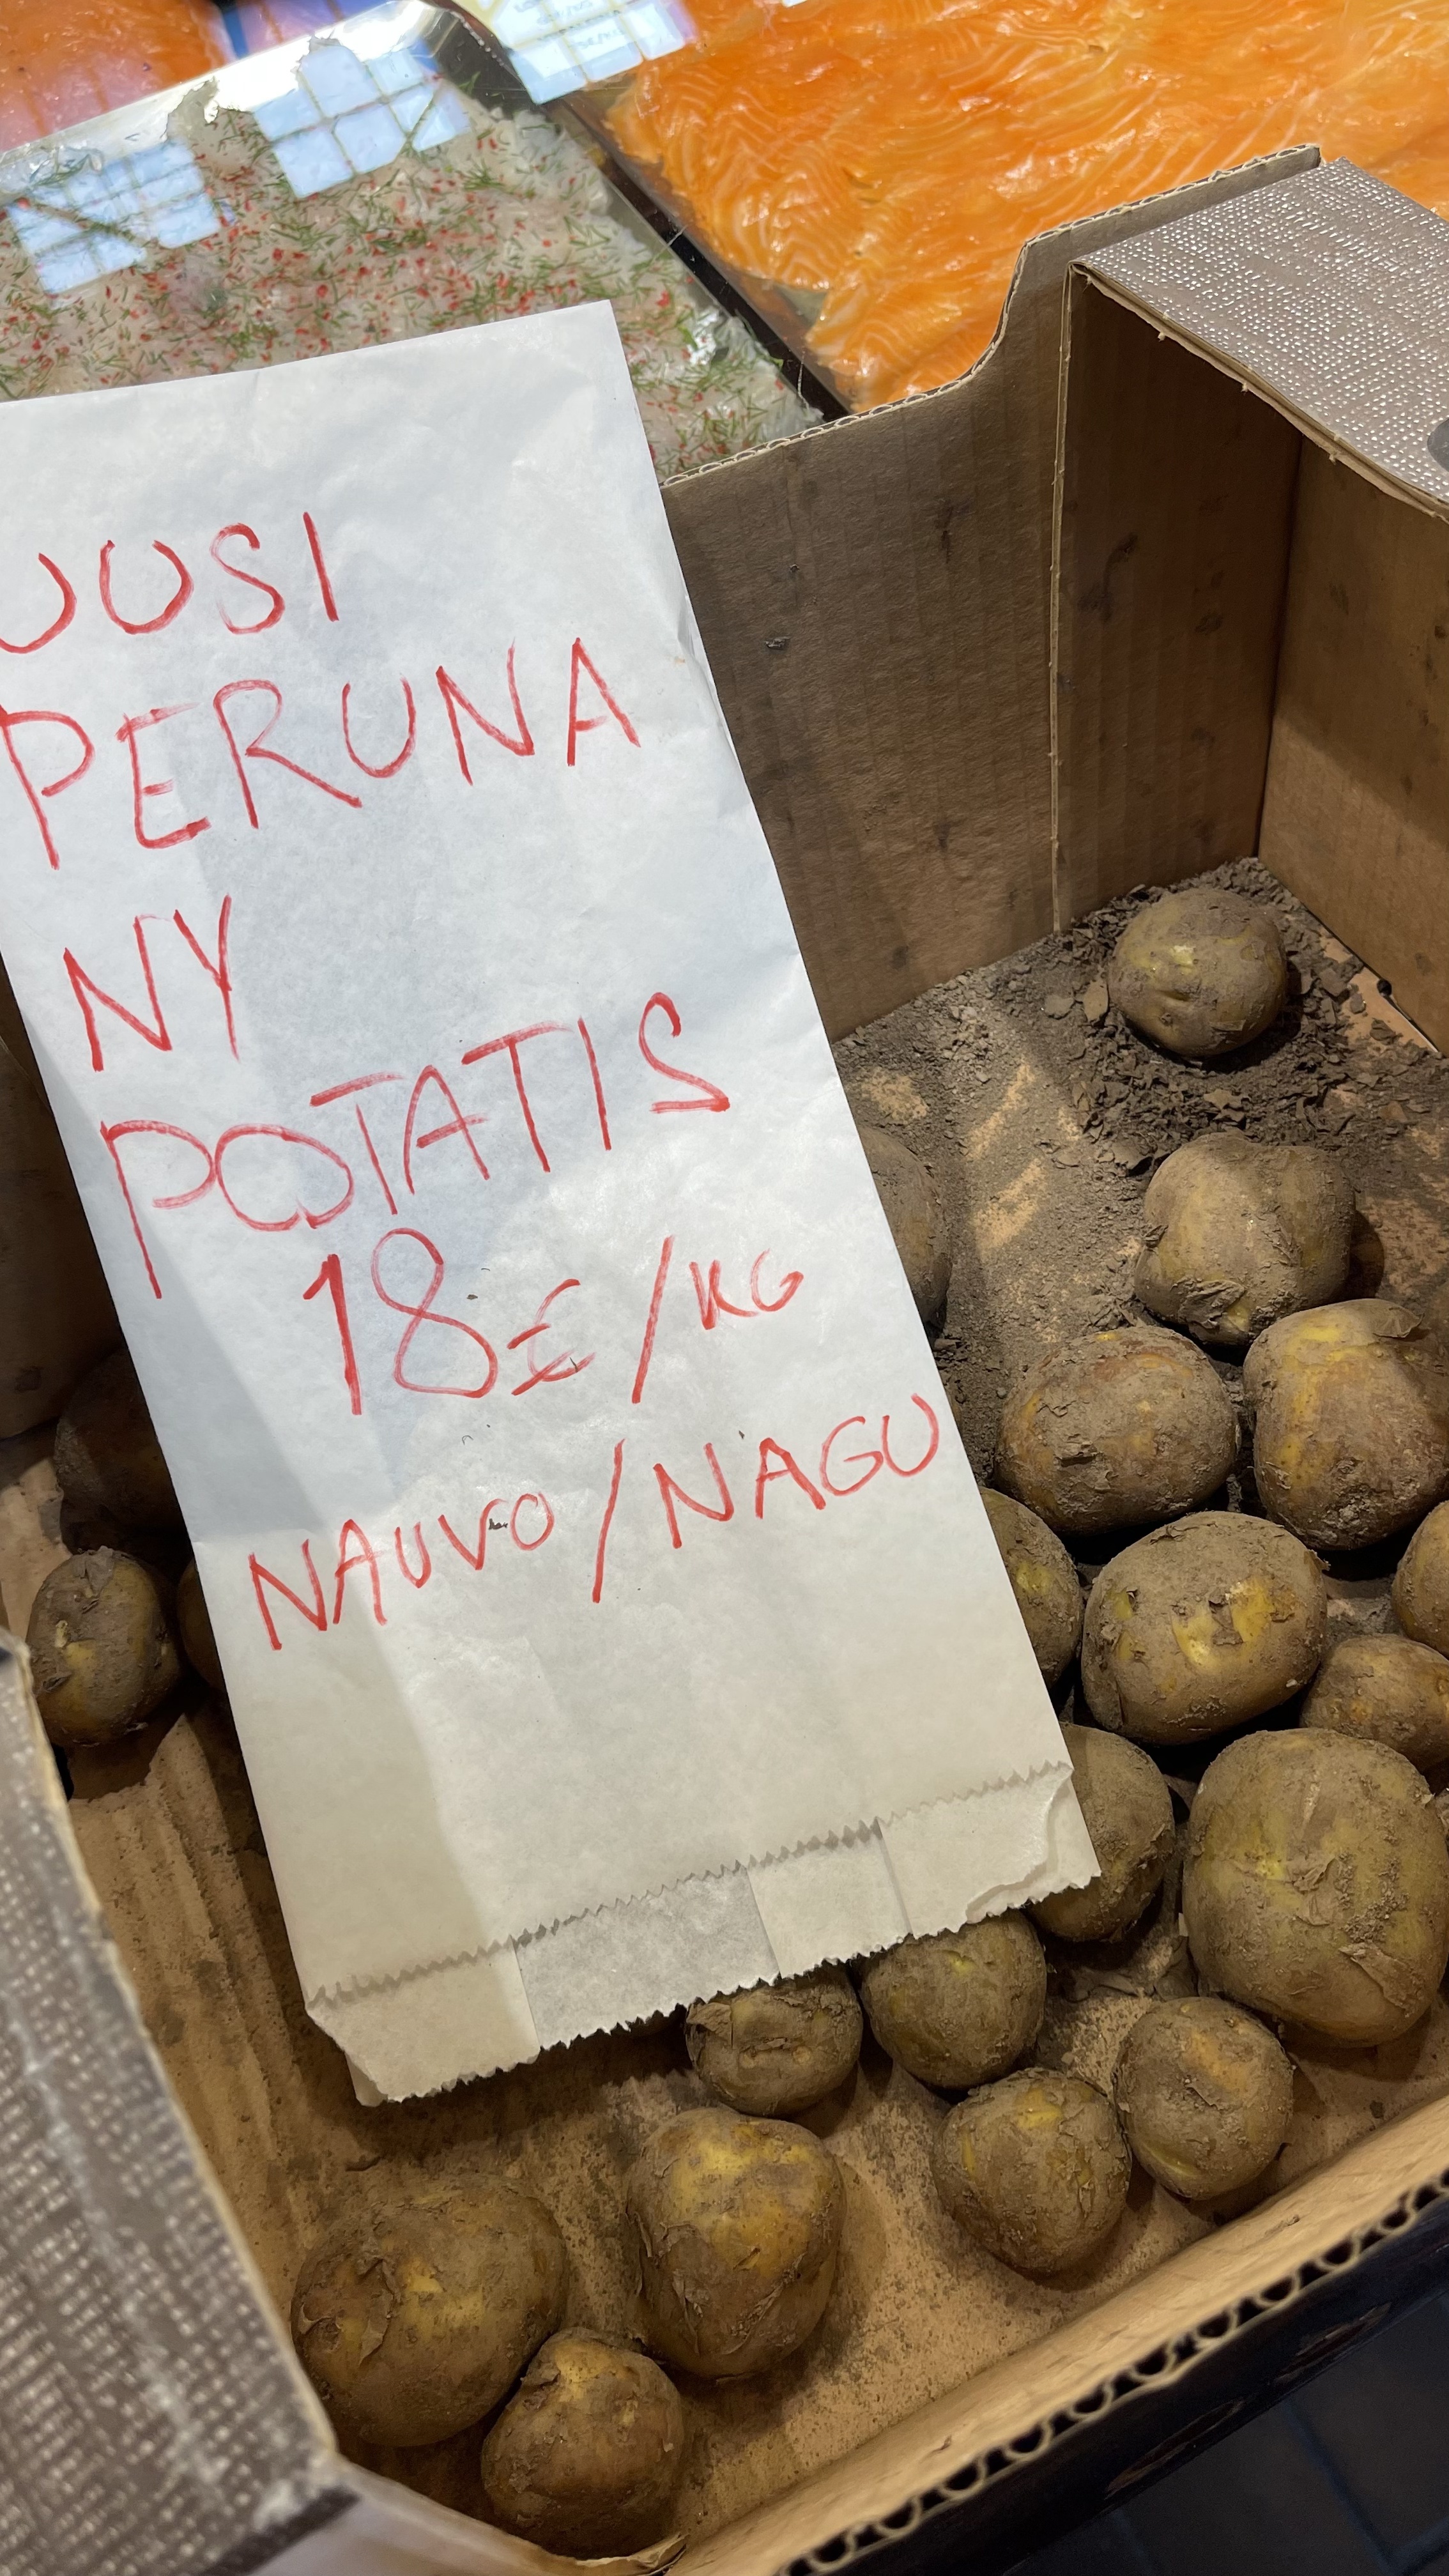 UUSI
PERUNA
NY
POTATIS
18€/KG
NAUVO/NAGU